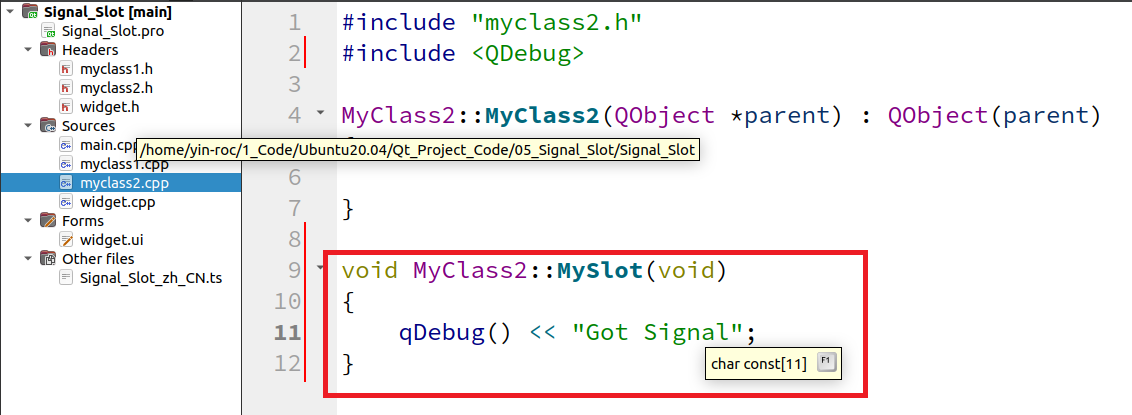 Signal_Slot [main]
Signal_Slot.pro
Headers
myclass1.h
myclass2.h
widget.h
Sources
main.cpp
/home/yin-roc/1_Code/Ubuntu20.04/Qt_Project_Code/05_Signal_Slot/Signal_Slot
myclass1.cpp
myclass2.cpp
widget.cpp
Forms
widget.ui
Other files
Signal_Slot_zh_CN.ts
1 #include "myclass2.h"
2 #include <QDebug>
3
4 MyClass2::MyClass2(QObject *parent) : QObject(parent)
6
7 }
8
9 void MyClass2::MySlot(void)
10 {
11 qDebug() << "Got Signal";
12 }
char const[11] F1